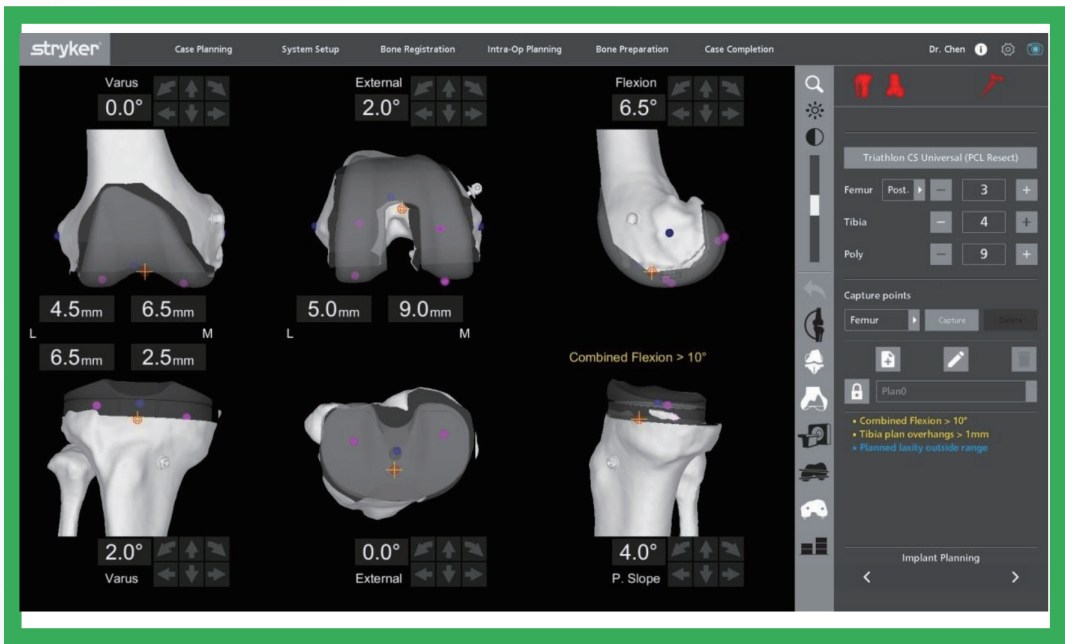 stryker
Case Planning
System Setup
Bone Registration
Intra-Op Planning
Bone Preparation
Case Completion
Dr. Chen
Varus
0.0°
External
2.0°
Flexion
6.5°
4.5mm
6.5mm
L
M
6.5mm
2.5mm
5.0mm
9.0mm
L
M
Combined Flexion > 10°
2.0°
Varus
0.0°
External
4.0°
P. Slope
Triathlon CS Universal (PCL Resect)
Femur Post. 3
Tibia 4
Poly 9
Capture points
Femur Capture Delete
Plan0
• Combined Flexion > 10°
• Tibia plan overhangs > 1mm
• Planned laxity outside range
Implant Planning